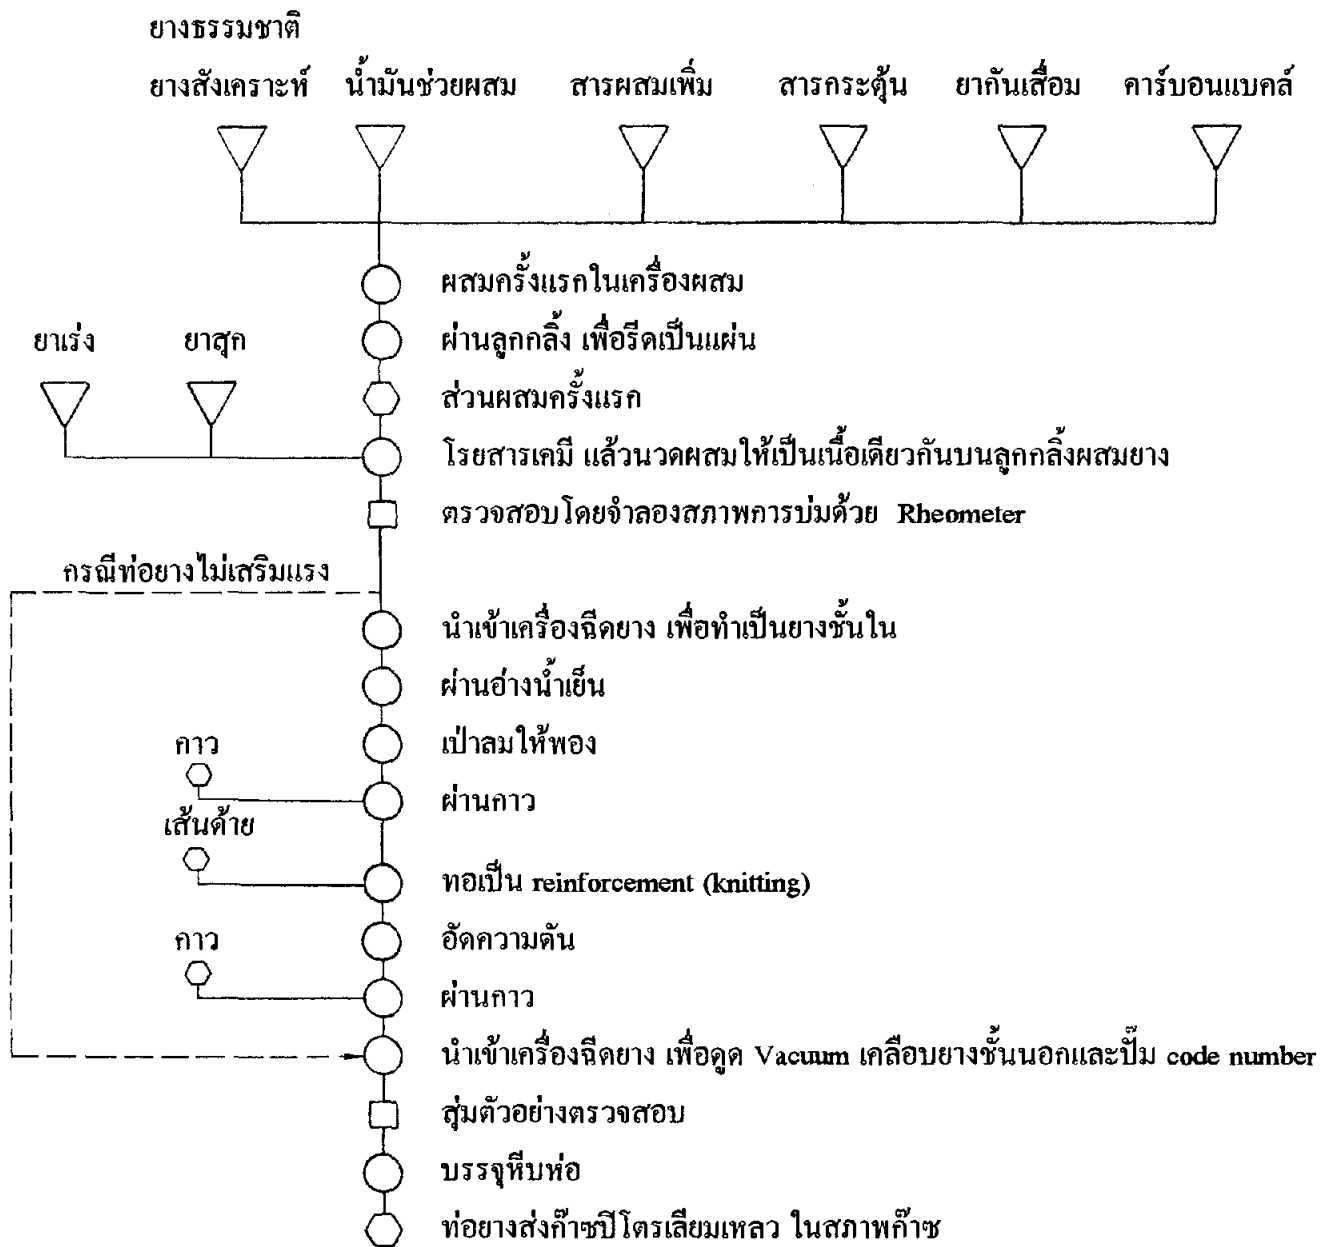 ยางธรรมชาติ
ยางสังเคราะห์ น้ำมันช่วยผสม สารผสมเพิ่ม สารกระตุ้น ยากันเสื่อม คาร์บอนแบคล์
ผสมครั้งแรกในเครื่องผสม
ยาเร่ง ยาสุก ผ่านลูกกลิ้ง เพื่อรีดเป็นแผ่น
ส่วนผสมครั้งแรก
โรยสารเคมี แล้วนวดผสมให้เป็นเนื้อเดียวกันบนลูกกลิ้งผสมยาง
ตรวจสอบโดยจำลองสภาพการบ่มด้วย Rheometer
กรณีท่อยางไม่เสริมแรง
นำเข้าเครื่องฉีดยาง เพื่อทำเป็นยางชั้นใน
ผ่านอ่างน้ำเย็น
กาว เป่าลมให้พอง
ผ่านกาว
เส้นด้าย
ทอเป็น reinforcement (knitting)
กาว อัดความดัน
ผ่านกาว
นำเข้าเครื่องฉีดยาง เพื่อดูด Vacuum เคลือบยางชั้นนอกและปั๊ม code number
สุ่มตัวอย่างตรวจสอบ
บรรจุหีบห่อ
ท่อยางส่งก๊าซปิโตรเลียมเหลว ในสภาพก๊าซ